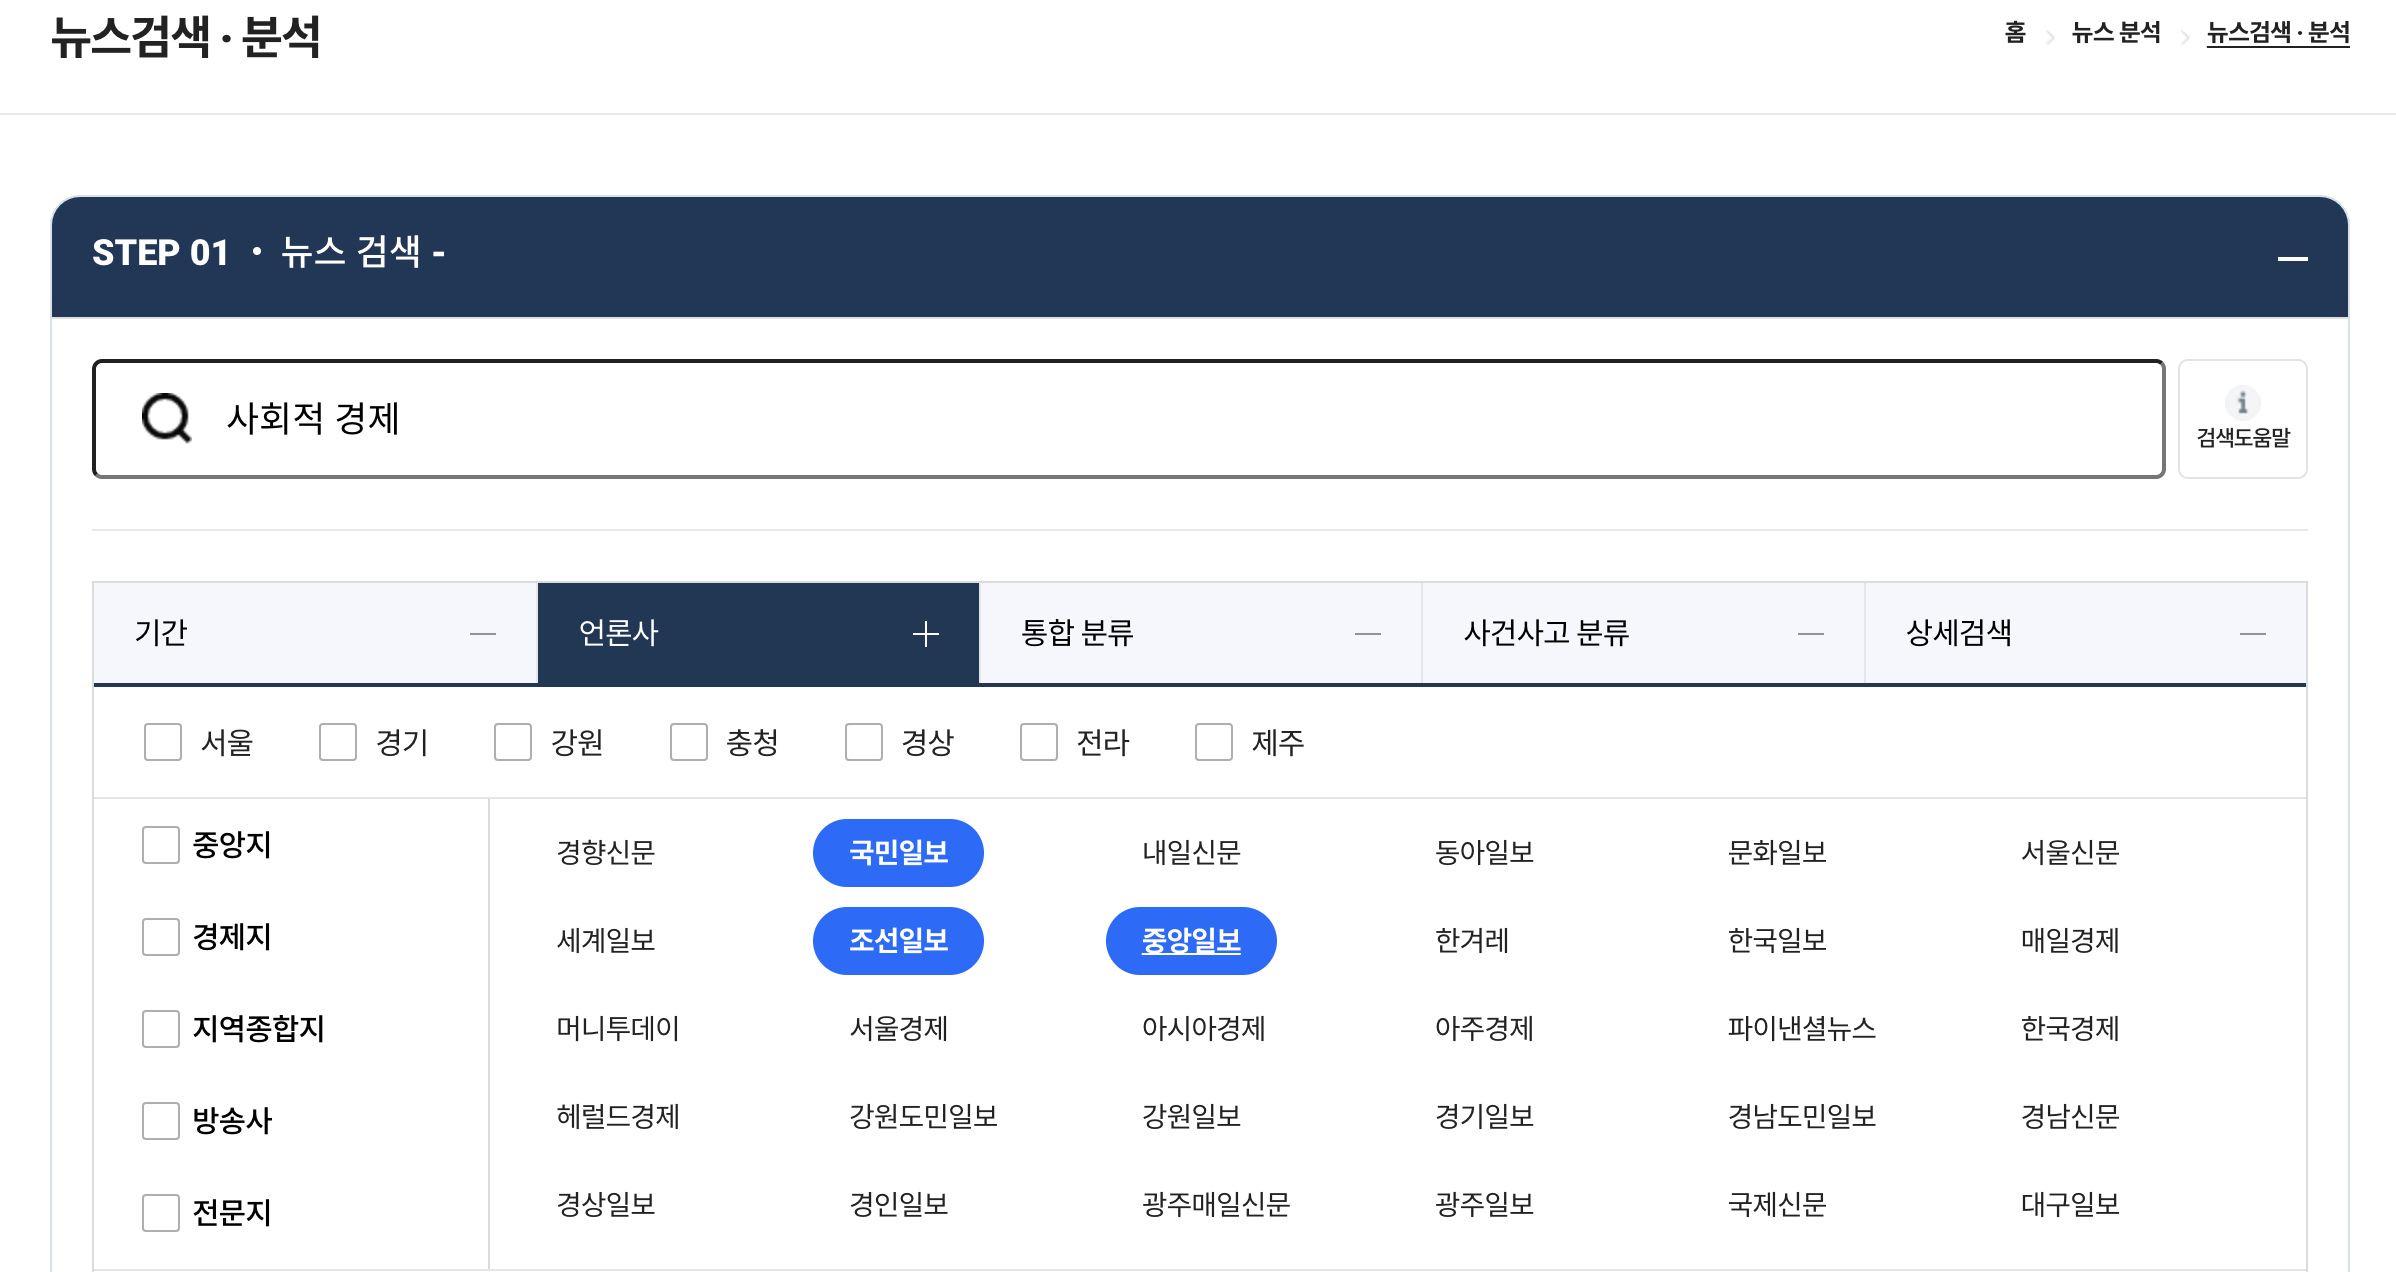 뉴스검색 · 분석
홈 > 뉴스 분석 > 뉴스검색 · 분석
STEP 01 · 뉴스 검색 -
사회적 경제
검색도움말
기간 언론사 통합 분류 사건사고 분류 상세검색
서울 경기 강원 충청 경상 전라 제주
중앙지
경제지
지역종합지
방송사
전문지
경향신문 국민일보 내일신문 동아일보 문화일보 서울신문
세계일보 조선일보 중앙일보 한겨레 한국일보 매일경제
머니투데이 서울경제 아시아경제 아주경제 파이낸셜뉴스 한국경제
헤럴드경제 강원도민일보 강원일보 경기일보 경남도민일보 경남신문
경상일보 경인일보 광주매일신문 광주일보 국제신문 대구일보